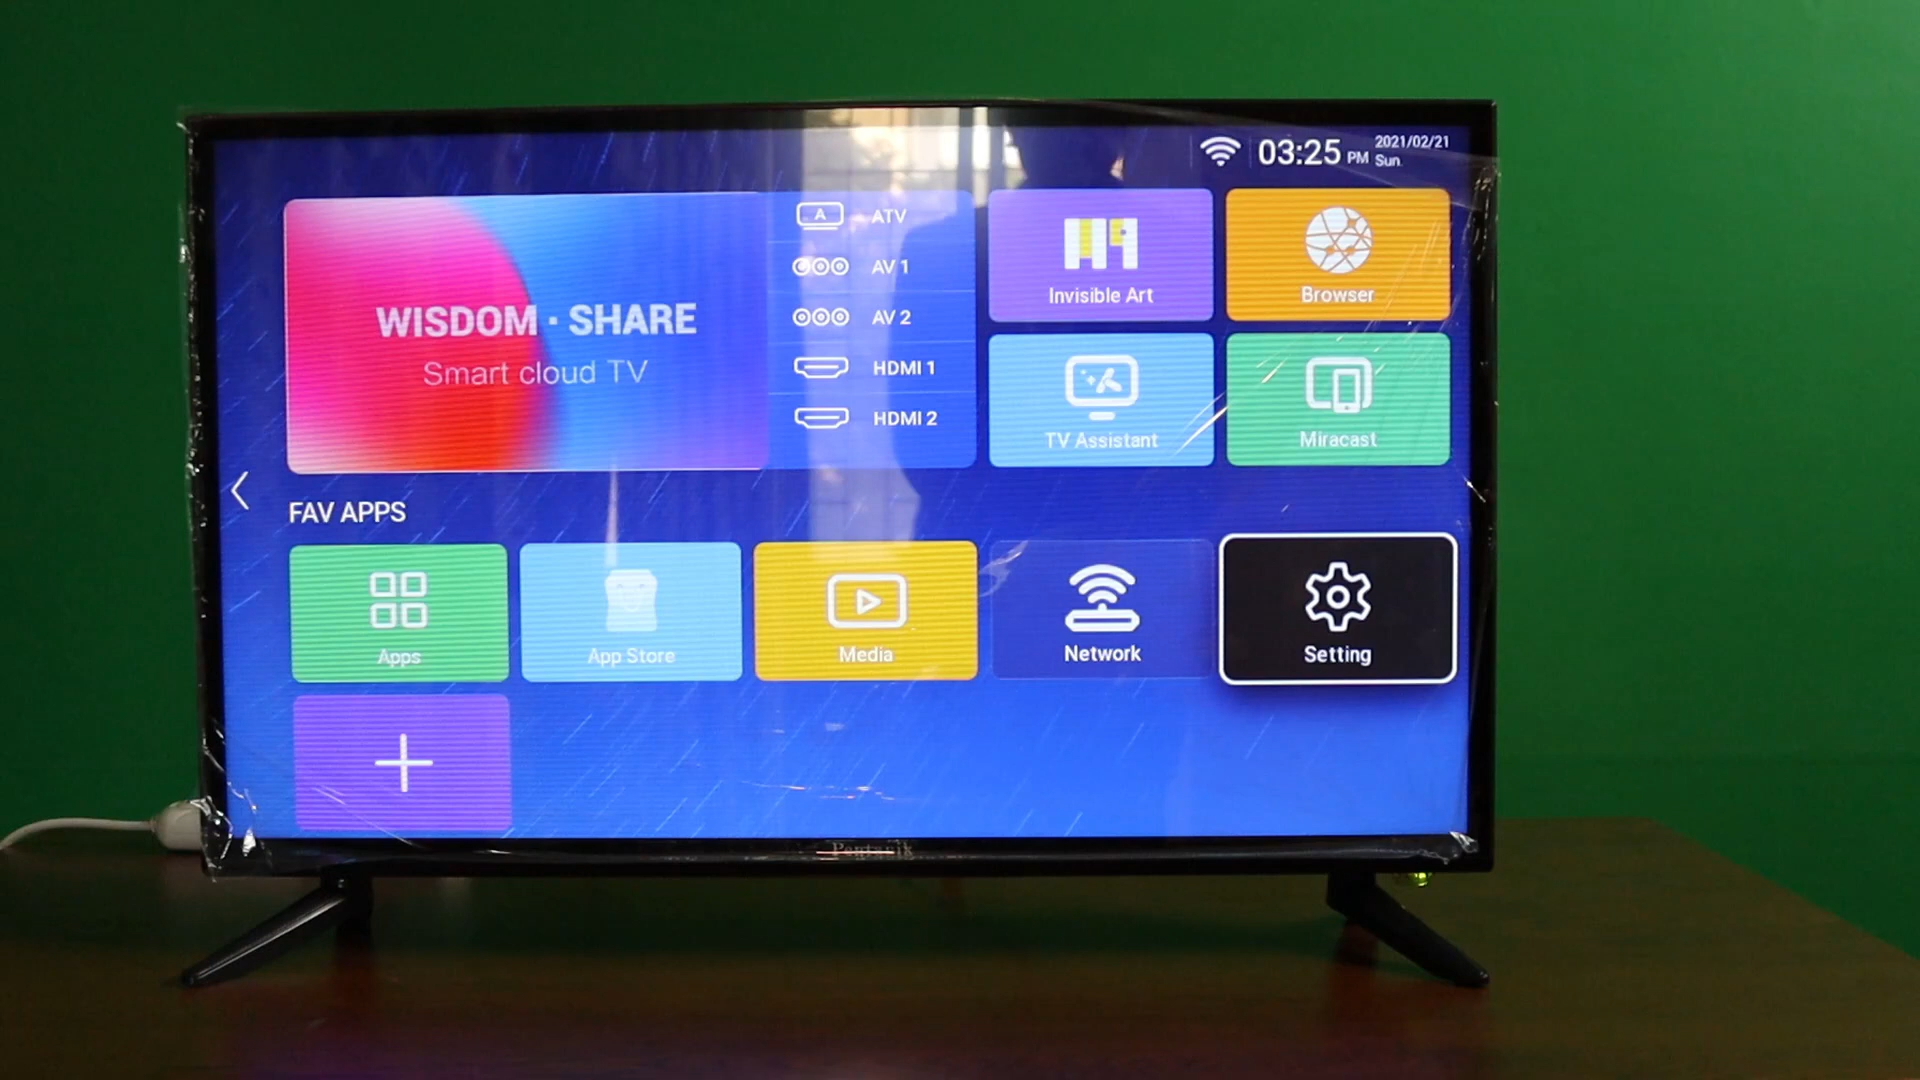 03:25 PM
2021/02/21
Sun
WISDOM · SHARE
Smart cloud TV
A
ATV
AV 1
AV 2
HDMI 1
HDMI 2
Invisible Art
Browser
TV Assistant
Miracast
FAV APPS
Apps
App Store
Media
Network
Setting
Pentanik